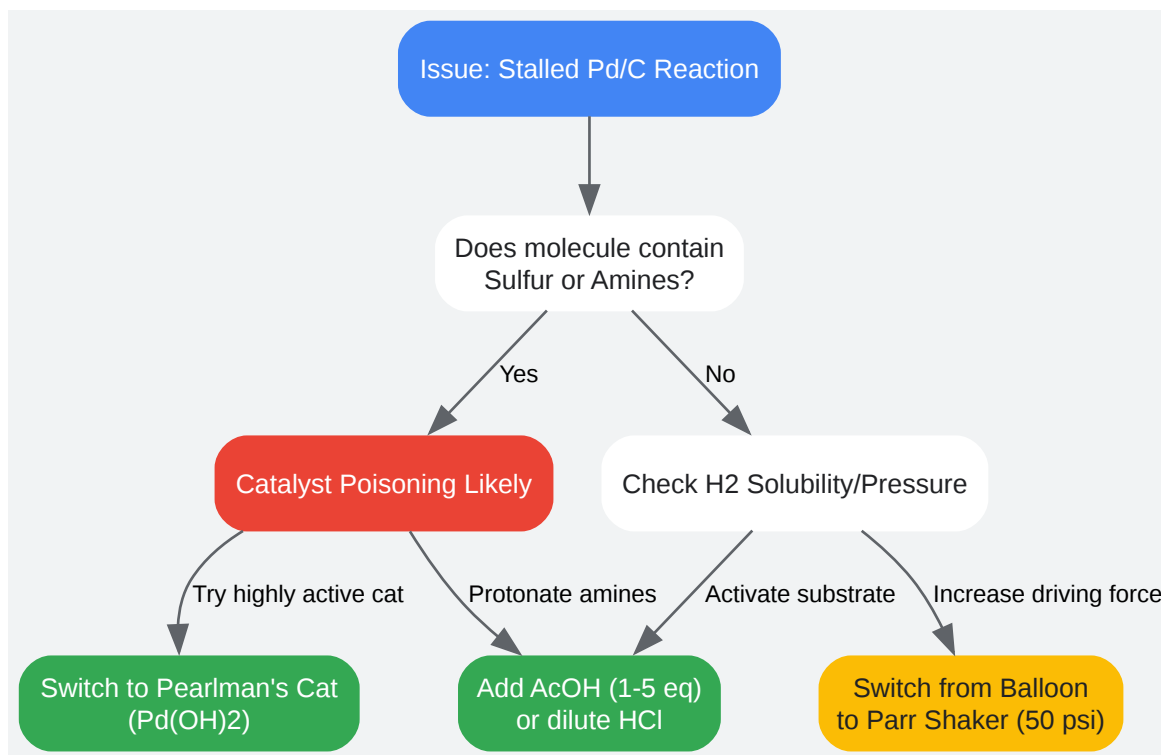 Issue: Stalled Pd/C Reaction
Does molecule contain
Sulfur or Amines?
Yes
No
Catalyst Poisoning Likely
Check H2 Solubility/Pressure
Try highly active cat
Protonate amines
Activate substrate
Increase driving force
Switch to Pearlman's Cat
(Pd(OH)2)
Add AcOH (1-5 eq)
or dilute HCl
Switch from Balloon
to Parr Shaker (50 psi)